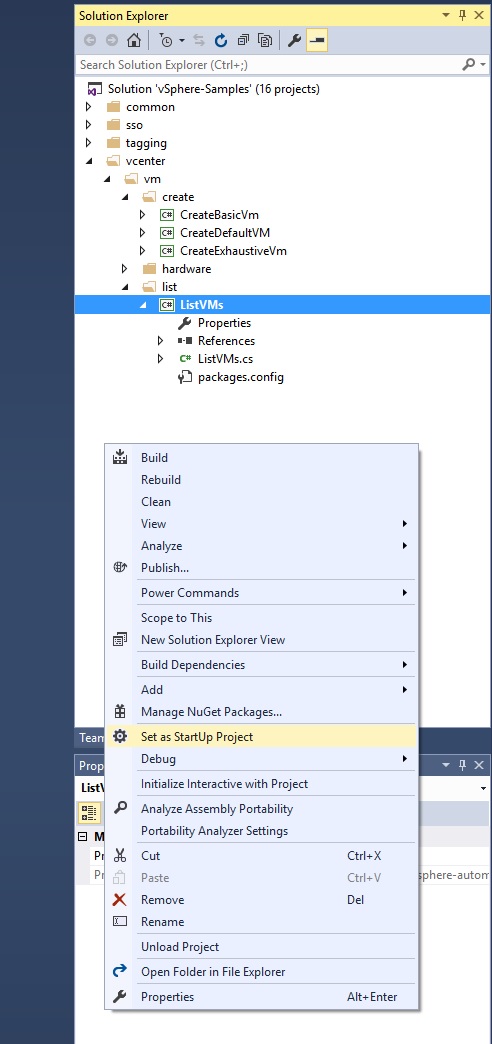 Solution Explorer
Search Solution Explorer (Ctrl+;)
Solution 'vSphere-Samples' (16 projects)
common
sso
tagging
vcenter
vm
create
C# CreateBasicVm
C# CreateDefaultVM
C# CreateExhaustiveVm
hardware
list
C# ListVMs
Properties
References
C# ListVMs.cs
packages.config
Build
Rebuild
Clean
View
Analyze
Publish...
Power Commands
Scope to This
New Solution Explorer View
Build Dependencies
Add
Manage NuGet Packages...
Team
Set as StartUp Project
Prop
Debug
ListV
Initialize Interactive with Project
Analyze Assembly Portability
M
Portability Analyzer Settings
Pr
Cut Ctrl+X
Pr
Paste Ctrl+V
sphere-autom
Remove Del
Rename
Unload Project
Open Folder in File Explorer
Properties Alt+Enter